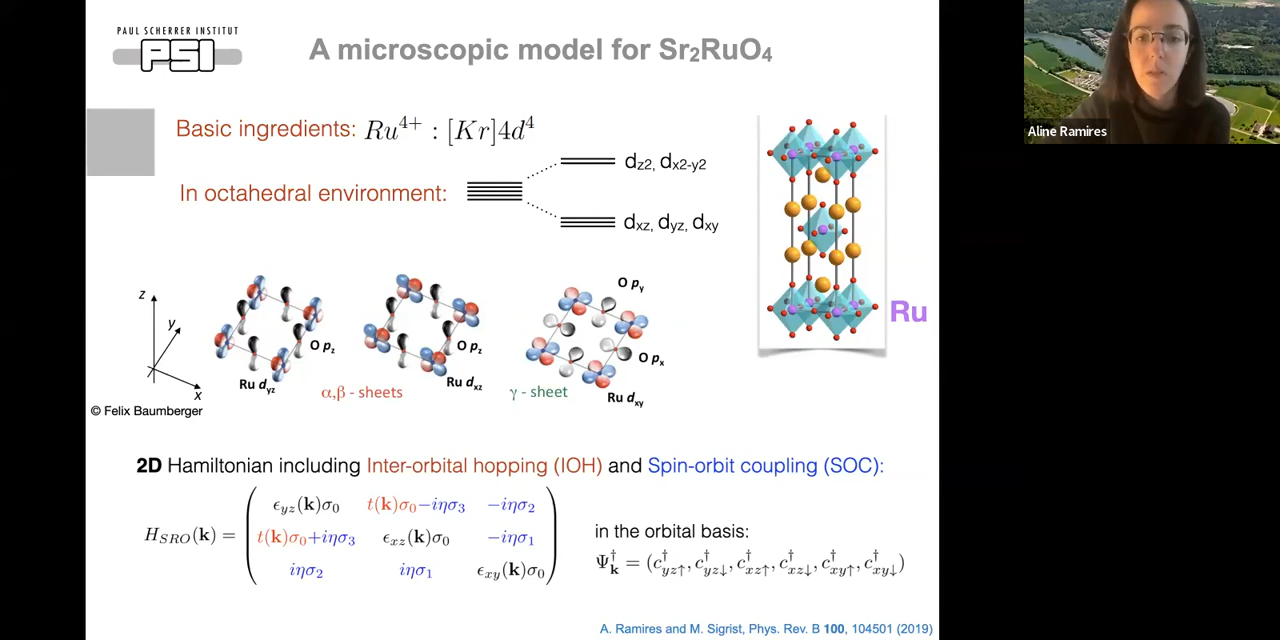 PAUL SCHERRER INSTITUT
PSI
A microscopic model for Sr₂RuO₄
Aline Ramires
Basic ingredients: Ru⁴⁺ : [Kr]4d⁴
In octahedral environment:
d_z2, d_x2-y2
d_xz, d_yz, d_xy
Ru
z
y
x
O p_z
Ru d_yz
O p_z
Ru d_xz
α,β - sheets
O p_y
O p_x
Ru d_xy
γ - sheet
© Felix Baumberger
2D Hamiltonian including Inter-orbital hopping (IOH) and Spin-orbit coupling (SOC):
H_SRO(k) =
ϵ_yz(k)σ₀ t(k)σ₀−iησ₃ −iησ₂
t(k)σ₀+iησ₃ ϵ_xz(k)σ₀ −iησ₁
iησ₂ iησ₁ ϵ_xy(k)σ₀
in the orbital basis:
Ψ†_k = (c†_yz↑, c†_yz↓, c†_xz↑, c†_xz↓, c†_xy↑, c†_xy↓)
A. Ramires and M. Sigrist, Phys. Rev. B 100, 104501 (2019)